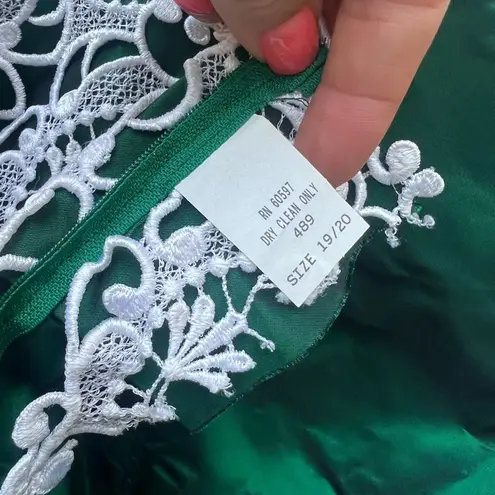 RN 60597
DRY CLEAN ONLY
489
SIZE 19/20